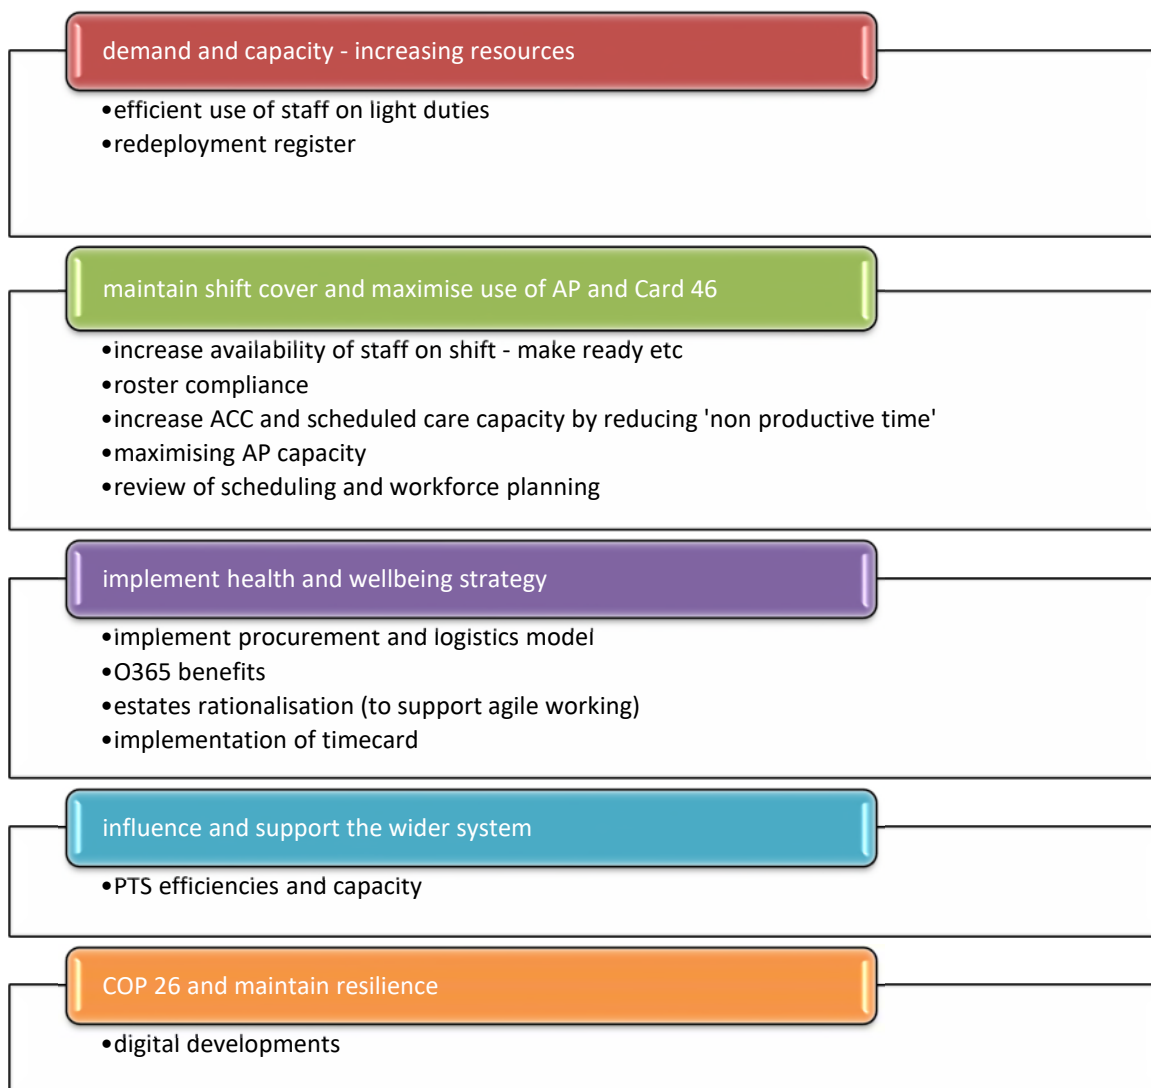 demand and capacity - increasing resources
•efficient use of staff on light duties
•redeployment register
maintain shift cover and maximise use of AP and Card 46
•increase availability of staff on shift - make ready etc
•roster compliance
•increase ACC and scheduled care capacity by reducing 'non productive time'
•maximising AP capacity
•review of scheduling and workforce planning
implement health and wellbeing strategy
•implement procurement and logistics model
•O365 benefits
•estates rationalisation (to support agile working)
•implementation of timecard
influence and support the wider system
•PTS efficiencies and capacity
COP 26 and maintain resilience
•digital developments